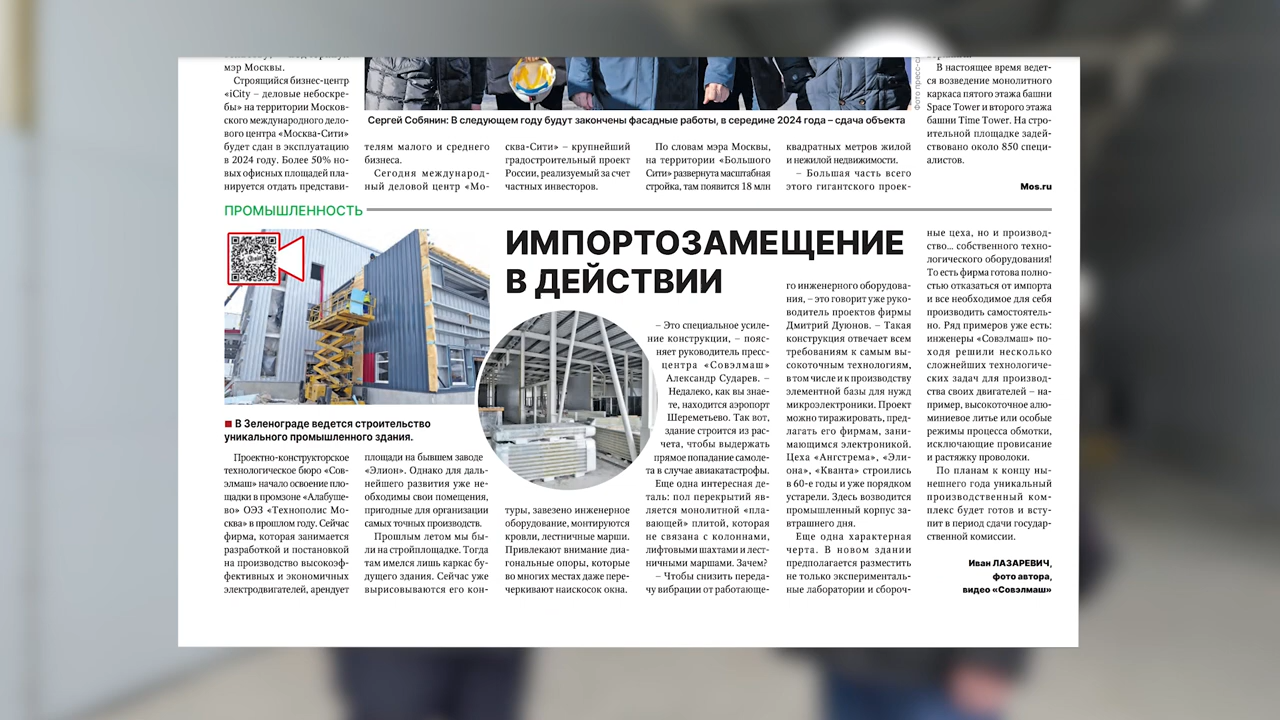 мэр Москвы.
Строящийся бизнес-центр
«iCity – деловые небоскре-
бы» на территории Москов-
ского международного дело-
вого центра «Москва-Сити»
будет сдан в эксплуатацию
в 2024 году. Более 50% но-
вых офисных площадей пла-
нируется отдать представи-
Фото пресс-с
Сергей Собянин: В следующем году будут закончены фасадные работы, в середине 2024 года – сдача объекта
телям малого и среднего
бизнеса.
Сегодня международ-
ный деловой центр «Мо-
сква-Сити» – крупнейший
градостроительный проект
России, реализуемый за счет
частных инвесторов.
По словам мэра Москвы,
на территории «Большого
Сити» развернута масштабная
стройка, там появится 18 млн
квадратных метров жилой
и нежилой недвижимости.
– Большая часть всего
этого гигантского проек-
В настоящее время ведет-
ся возведение монолитного
каркаса пятого этажа башни
Space Tower и второго этажа
башни Time Tower. На стро-
ительной площадке задей-
ствовано около 850 специ-
алистов.
Mos.ru
ПРОМЫШЛЕННОСТЬ
ИМПОРТОЗАМЕЩЕНИЕ
В ДЕЙСТВИИ
В Зеленограде ведется строительство
уникального промышленного здания.
Проектно-конструкторское
технологическое бюро «Сов-
элмаш» начало освоение пло-
щадки в промзоне «Алабуше-
во» ОЭЗ «Технополис Мо-
сква» в прошлом году. Сейчас
фирма, которая занимается
разработкой и постановкой
на производство высокоэф-
фективных и экономичных
электродвигателей, арендует
площади на бывшем заводе
«Элион». Однако для даль-
нейшего развития уже не-
обходимы свои помещения,
пригодные для организации
самых точных производств.
Прошлым летом мы бы-
ли на стройплощадке. Тогда
там имелся лишь каркас бу-
дущего здания. Сейчас уже
вырисовываются его кон-
туры, завезено инженерное
оборудование, монтируются
кровли, лестничные марши.
Привлекают внимание диа-
гональные опоры, которые
во многих местах даже пере-
черкивают наискосок окна.
– Это специальное усиле-
ние конструкции, – пояс-
няет руководитель пресс-
центра «Совэлмаш»
Александр Сударев. –
Недалеко, как вы знае-
те, находится аэропорт
Шереметьево. Так вот,
здание строится из рас-
чета, чтобы выдержать
прямое попадание самоле-
та в случае авиакатастрофы.
Еще одна интересная де-
таль: пол перекрытий яв-
ляется монолитной «пла-
вающей» плитой, которая
не связана с колоннами,
лифтовыми шахтами и лест-
ничными маршами. Зачем?
– Чтобы снизить переда-
чу вибрации от работающе-
го инженерного оборудова-
ния, – это говорит уже руко-
водитель проектов фирмы
Дмитрий Дуюнов. – Такая
конструкция отвечает всем
требованиям к самым вы-
сокоточным технологиям,
в том числе и к производству
элементной базы для нужд
микроэлектроники. Проект
можно тиражировать, пред-
лагать его фирмам, зани-
мающимся электроникой.
Цеха «Ангстрема», «Эли-
она», «Кванта» строились
в 60-е годы и уже порядком
устарели. Здесь возводится
промышленный корпус за-
втрашнего дня.
Еще одна характерная
черта. В новом здании
предполагается разместить
не только эксперименталь-
ные лаборатории и сбороч-
ные цеха, но и производ-
ство... собственного техно-
логического оборудования!
То есть фирма готова полно-
стью отказаться от импорта
и все необходимое для себя
производить самостоятель-
но. Ряд примеров уже есть:
инженеры «Совэлмаш» по-
ходя решили несколько
сложнейших технологиче-
ских задач для производ-
ства своих двигателей – на-
пример, высокоточное алю-
миниевое литье или особые
режимы процесса обмотки,
исключающие провисание
и растяжку проволоки.
По планам к концу ны-
нешнего года уникальный
производственный ком-
плекс будет готов и всту-
пит в период сдачи государ-
ственной комиссии.
Иван ЛАЗАРЕВИЧ,
фото автора,
видео «Совэлмаш»